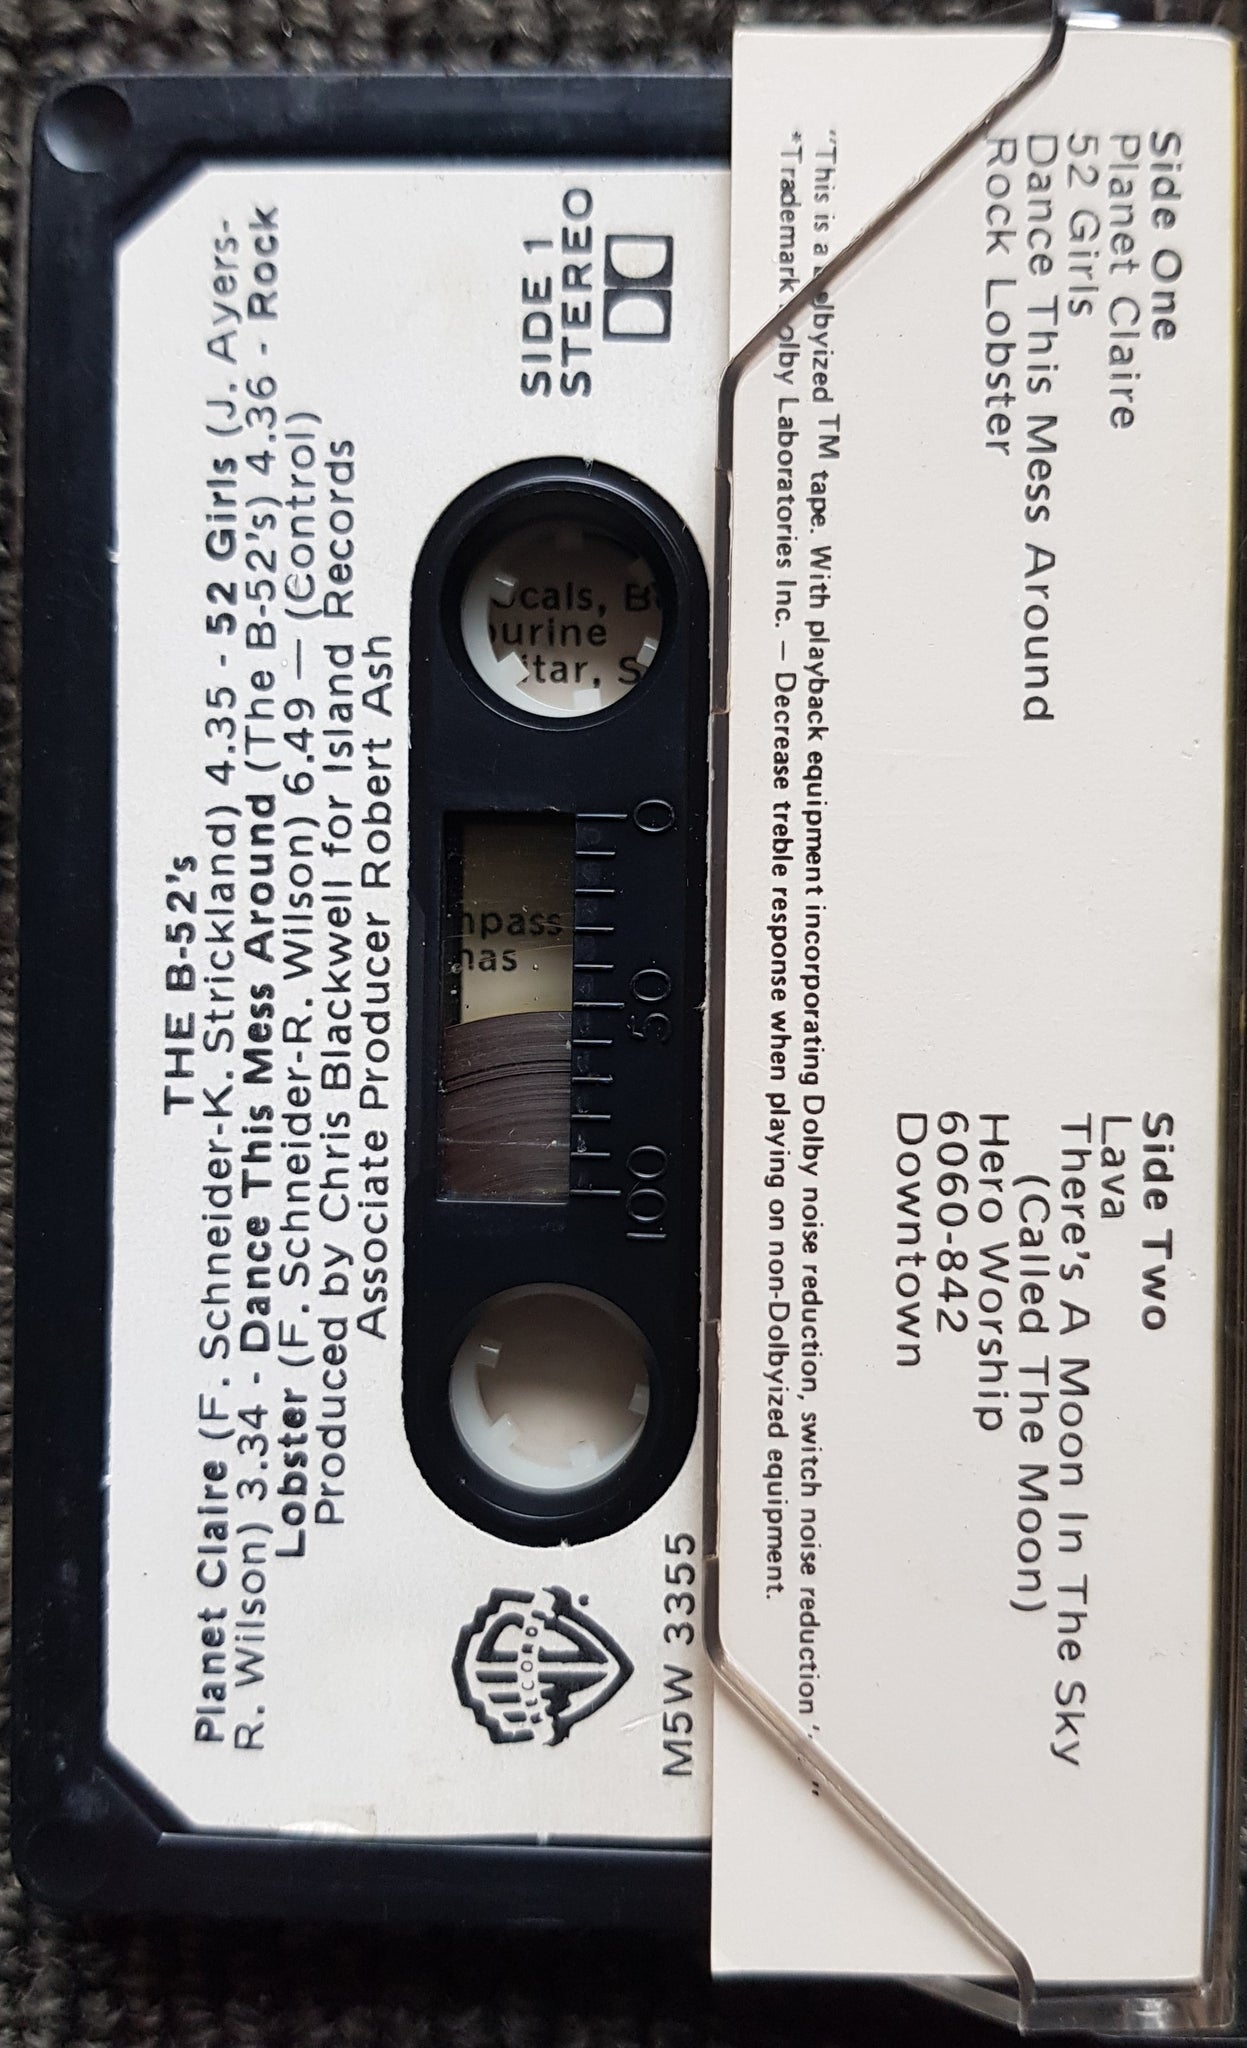 THE B-52's
Planet Claire (F. Schneider-K. Strickland) 4.35 - 52 Girls (J. Ayers-
R. Wilson) 3.34 - Dance This Mess Around (The B-52's) 4.36 - Rock
Lobster (F. Schneider-R. Wilson) 6.49 — (Control)
Produced by Chris Blackwell for Island Records
Associate Producer Robert Ash
SIDE 1
STEREO
M5W 3355
0
50
100
urine
Side One
Planet Claire
52 Girls
Dance This Mess Around
Rock Lobster
Side Two
Lava
There's A Moon In The Sky
(Called The Moon)
Hero Worship
6060-842
Downtown
"This is a Dolbyized TM tape. With playback equipment incorporating Dolby noise reduction, switch noise reduction
*Trademark Dolby Laboratories Inc. — Decrease treble response when playing on non-Dolbyized equipment.